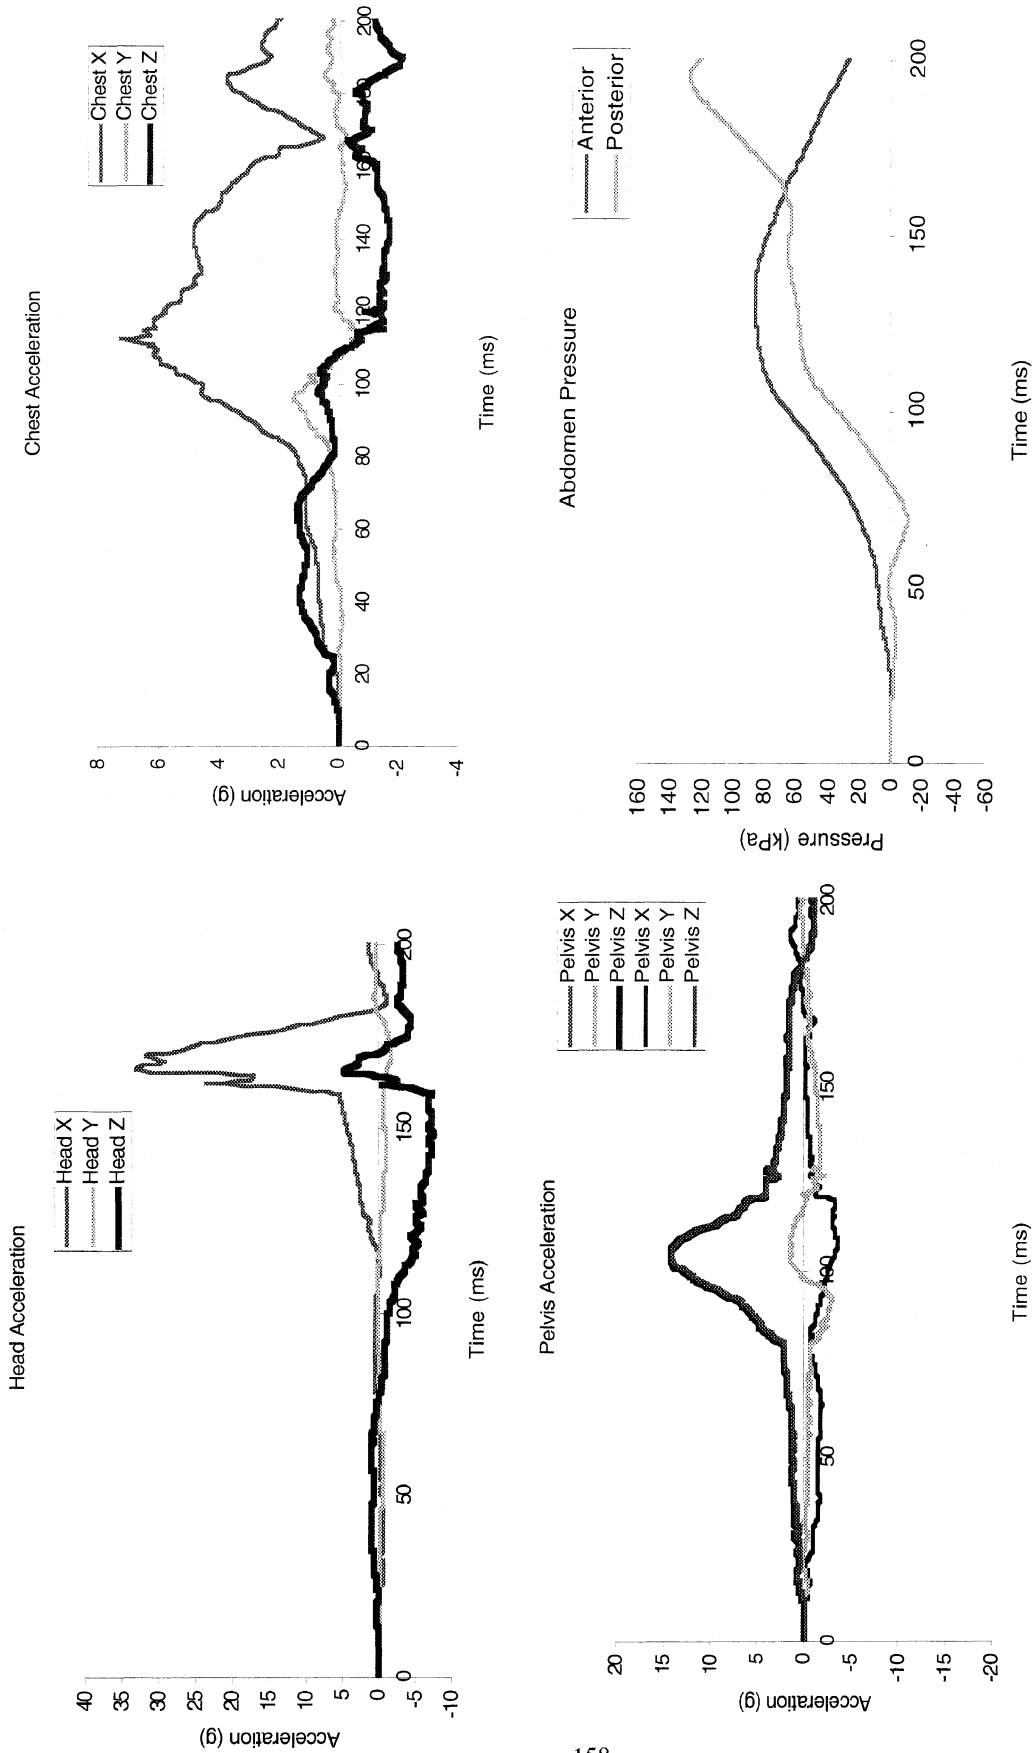 Head Acceleration
Head X
Head Y
Head Z
Acceleration (g)
40
35
30
25
20
15
10
5
0
-5
-10
0
50
100
150
200
Time (ms)
Chest Acceleration
Chest X
Chest Y
Chest Z
Acceleration (g)
8
6
4
2
0
-2
-4
0
20
40
60
80
100
120
140
160
180
200
Time (ms)
Pelvis Acceleration
Pelvis X
Pelvis Y
Pelvis Z
Pelvis X
Pelvis Y
Pelvis Z
Acceleration (g)
20
15
10
5
0
-5
-10
-15
-20
0
50
100
150
200
Time (ms)
Abdomen Pressure
Anterior
Posterior
Pressure (kPa)
160
140
120
100
80
60
40
20
0
-20
-40
-60
0
50
100
150
200
Time (ms)
158